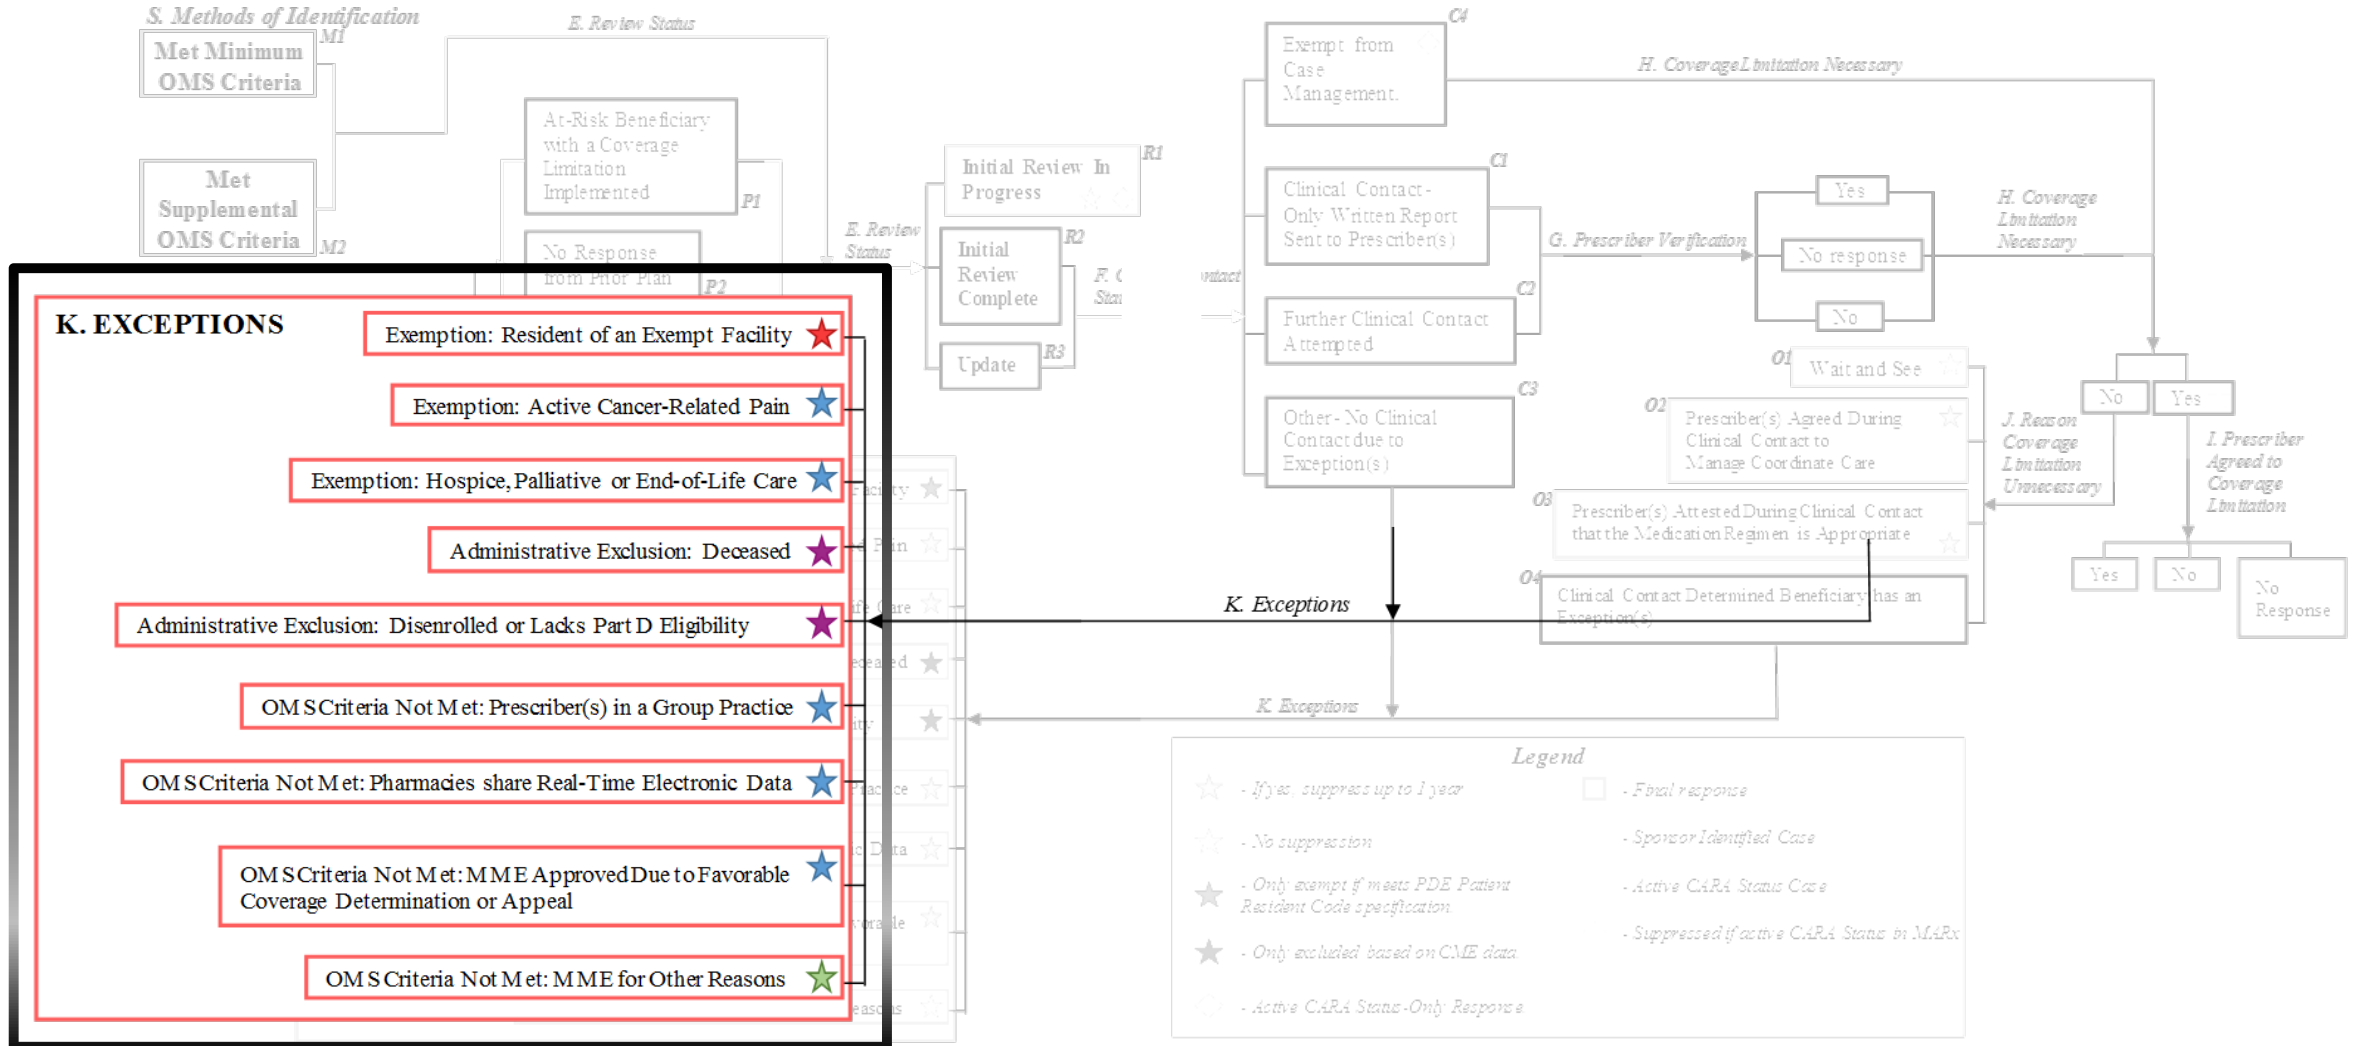 S. Methods of Identification
Met Minimum
OMS Criteria
M1
Met
Supplemental
OMS Criteria
M2
E. Review Status
At-Risk Beneficiary
with a Coverage
Limitation
Implemented
P1
No Response
from Prior Plan
P2
E. Review
Status
Initial Review In
Progress
R1
Initial
Review
Complete
R2
Update
R3
F. C
Stat
ntact
Exempt from
Case
Management.
C4
Clinical Contact -
Only Written Report
Sent to Prescriber(s)
C1
Further Clinical Contact
Attempted
C2
Other - No Clinical
Contact due to
Exception(s)
C3
H. Coverage Limitation Necessary
G. Prescriber Verification
Yes
No response
No
H. Coverage
Limitation
Necessary
O1
Wait and See
O2
Prescriber(s) Agreed During
Clinical Contact to
Manage Coordinate Care
O3
Prescriber(s) Attested During Clinical Contact
that the Medication Regimen is Appropriate
O4
Clinical Contact Determined Beneficiary has an
Exception(s)
No
Yes
J. Reason
Coverage
Limitation
Unnecessary
I. Prescriber
Agreed to
Coverage
Limitation
Yes
No
No
Response
K. EXCEPTIONS
Exemption: Resident of an Exempt Facility
Exemption: Active Cancer-Related Pain
Exemption: Hospice, Palliative or End-of-Life Care
Administrative Exclusion: Deceased
Administrative Exclusion: Disenrolled or Lacks Part D Eligibility
OMS Criteria Not Met: Prescriber(s) in a Group Practice
OMS Criteria Not Met: Pharmacies share Real-Time Electronic Data
OMS Criteria Not Met: MME Approved Due to Favorable
Coverage Determination or Appeal
OMS Criteria Not Met: MME for Other Reasons
Facility
d Pain
ife Care
eceased
ity
Practice
ic Data
vorable
easons
K. Exceptions
K. Exceptions
Legend
- If yes, suppress up to 1 year
- No suppression
- Only exempt if meets PDE Patient
Resident Code specification.
- Only excluded based on CME data.
- Active CARA Status-Only Response
- Final response
- Sponsor Identified Case
- Active CARA Status Case
- Suppressed if active CARA Status in MARx